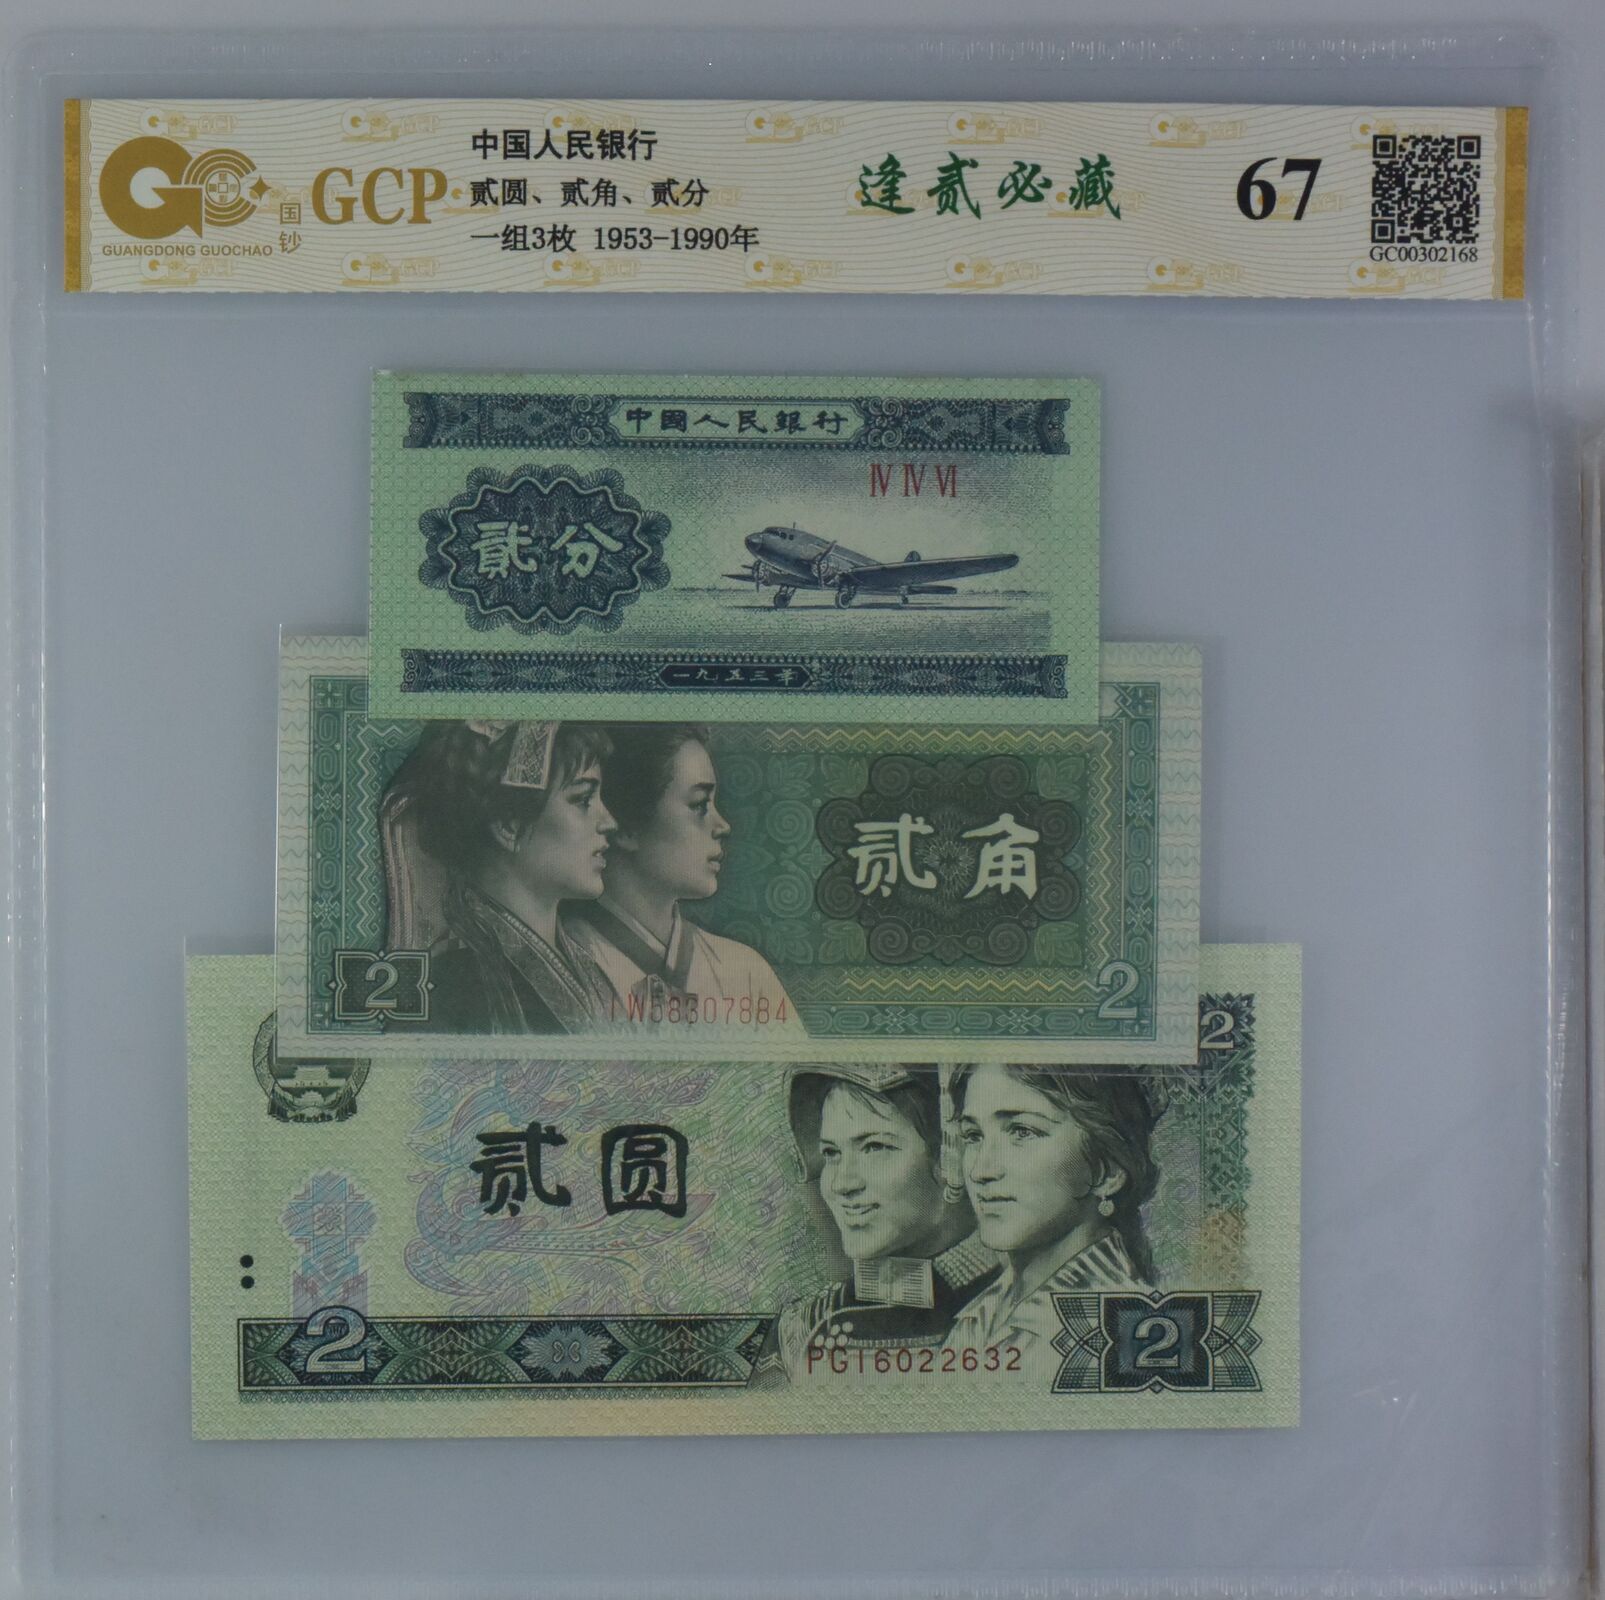 GCP
国钞
GUANGDONG GUOCHAO
中国人民银行
贰圆、贰角、贰分
一组3枚 1953-1990年
逢贰必藏
67
GC00302168
中國人民銀行
Ⅳ Ⅳ Ⅵ
貳分
一九五三年
贰角
2
2
IW58307884
2
贰圆
2
PG16022632
2